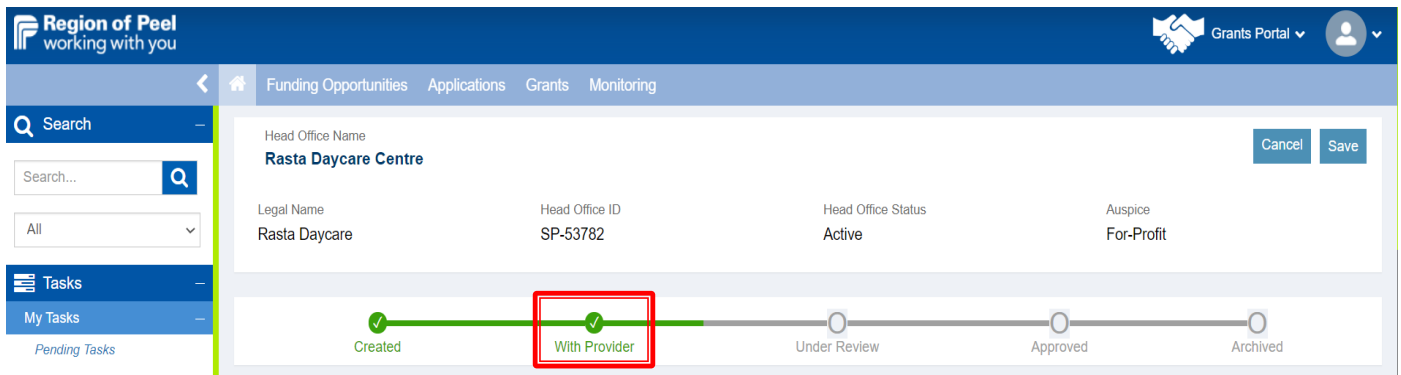 Region of Peel
working with you
Grants Portal
Funding Opportunities Applications Grants Monitoring
Search
Search...
All
Tasks
My Tasks
Pending Tasks
Head Office Name
Rasta Daycare Centre
Cancel Save
Legal Name Head Office ID Head Office Status Auspice
Rasta Daycare SP-53782 Active For-Profit
Created With Provider Under Review Approved Archived